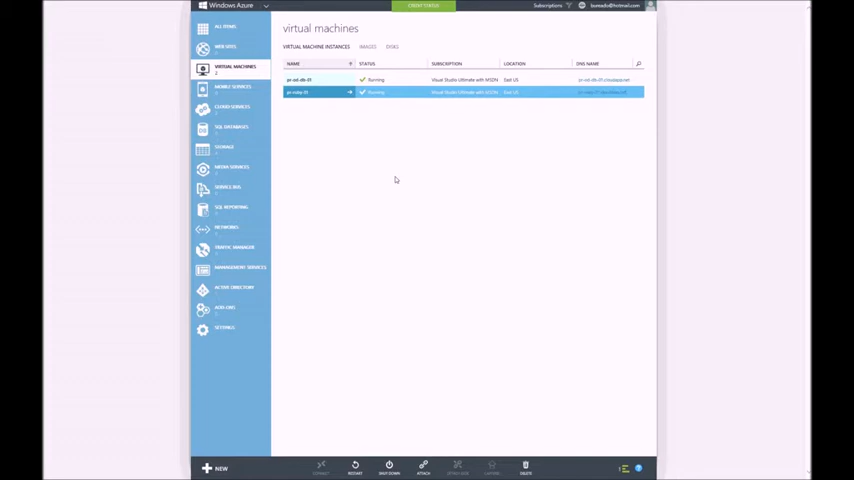 Windows Azure
CREDIT STATUS
Subscriptions
ALL ITEMS
WEB SITES
VIRTUAL MACHINES
2
MOBILE SERVICES
CLOUD SERVICES
SQL DATABASES
STORAGE
MEDIA SERVICES
SERVICE BUS
SQL REPORTING
NETWORKS
TRAFFIC MANAGER
MANAGEMENT SERVICES
ACTIVE DIRECTORY
ADD-ONS
SETTINGS
virtual machines
VIRTUAL MACHINE INSTANCES IMAGES DISKS
NAME STATUS SUBSCRIPTION LOCATION DNS NAME
Running Visual Studio Ultimate with MSDN East US
Running Visual Studio Ultimate with MSDN East US
NEW
CONNECT RESTART SHUT DOWN ATTACH DELETE